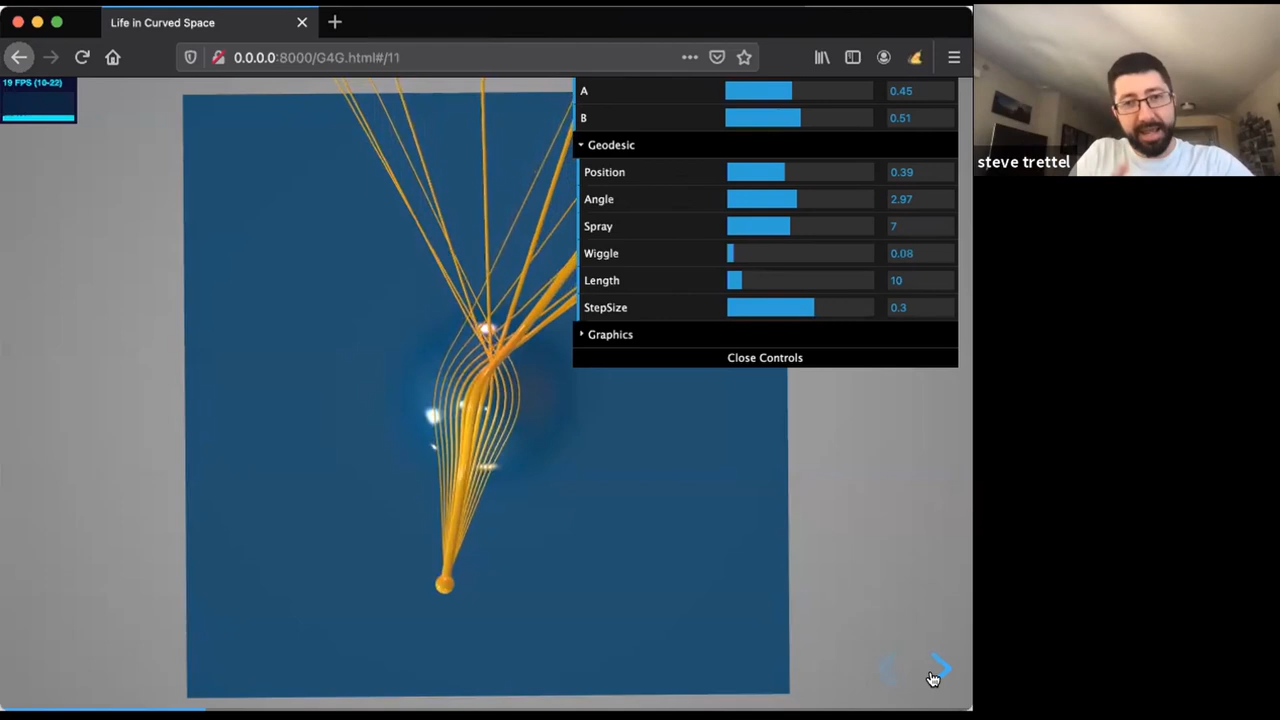 Life in Curved Space
0.0.0.0:8000/G4G.html#/11
19 FPS (10-22)
A 0.45
B 0.51
Geodesic
Position 0.39
Angle 2.97
Spray 7
Wiggle 0.08
Length 10
StepSize 0.3
Graphics
Close Controls
steve trettel